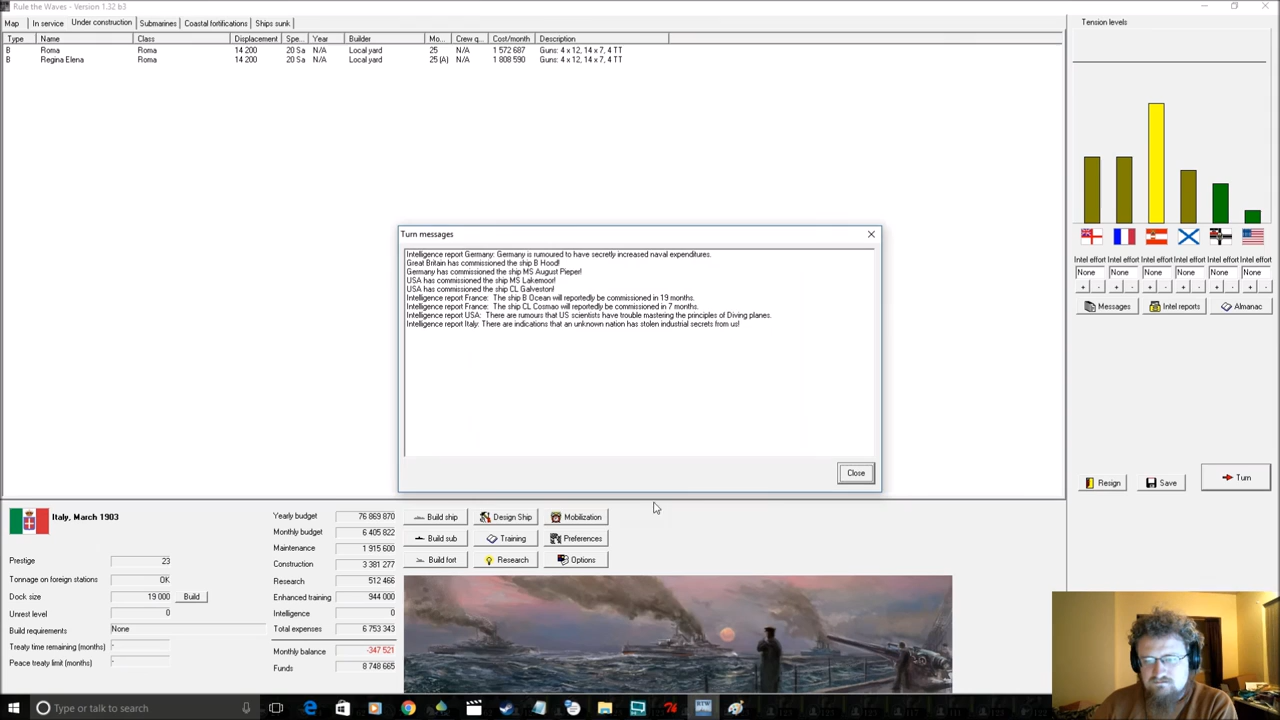 Rule the Waves - Version 1.32 b3
Map In service Under construction Submarines Coastal fortifications Ships sunk
Type Name Class Displacement Spe... Year Builder Mo... Crew q... Cost/month Description
B Roma Roma 14 200 20 Sa N/A Local yard 25 N/A 1 572 687 Guns: 4 x 12, 14 x 7, 4 TT
B Regina Elena Roma 14 200 20 Sa N/A Local yard 25 (A) N/A 1 808 590 Guns: 4 x 12, 14 x 7, 4 TT
Tension levels
Intel effort Intel effort Intel effort Intel effort Intel effort Intel effort
None None None None None None
+ - + - + - + - + - + -
Messages Intel reports Almanac
Resign Save Turn
Turn messages
Intelligence report Germany: Germany is rumoured to have secretly increased naval expenditures.
Great Britain has commissioned the ship B Hood!
Germany has commissioned the ship MS August Pieper!
USA has commissioned the ship MS Lakemoor!
USA has commissioned the ship CL Galveston!
Intelligence report France: The ship B Ocean will reportedly be commissioned in 19 months.
Intelligence report France: The ship CL Cosmao will reportedly be commissioned in 7 months.
Intelligence report USA: There are rumours that US scientists have trouble mastering the principles of Diving planes.
Intelligence report Italy: There are indications that an unknown nation has stolen industrial secrets from us!
Close
Italy, March 1903
Prestige 23
Tonnage on foreign stations OK
Dock size 19 000 Build
Unrest level 0
Build requirements None
Treaty time remaining (months) -
Peace treaty limit (months) -
Yearly budget 76 869 870
Monthly budget 6 405 822
Maintenance 1 915 600
Construction 3 381 277
Research 512 466
Enhanced training 944 000
Intelligence 0
Total expenses 6 753 343
Monthly balance -347 521
Funds 8 748 665
Build ship Design Ship Mobilization
Build sub Training Preferences
Build fort Research Options
Type or talk to search
RTW